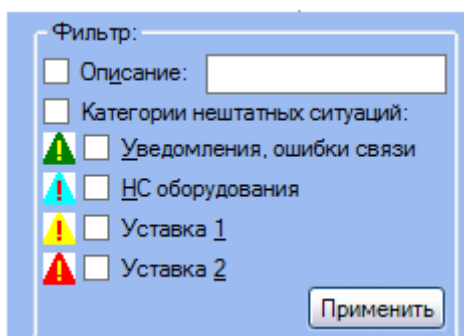 Фильтр:
Описание:
Категории нештатных ситуаций:
Уведомления, ошибки связи
НС оборудования
Уставка 1
Уставка 2
Применить